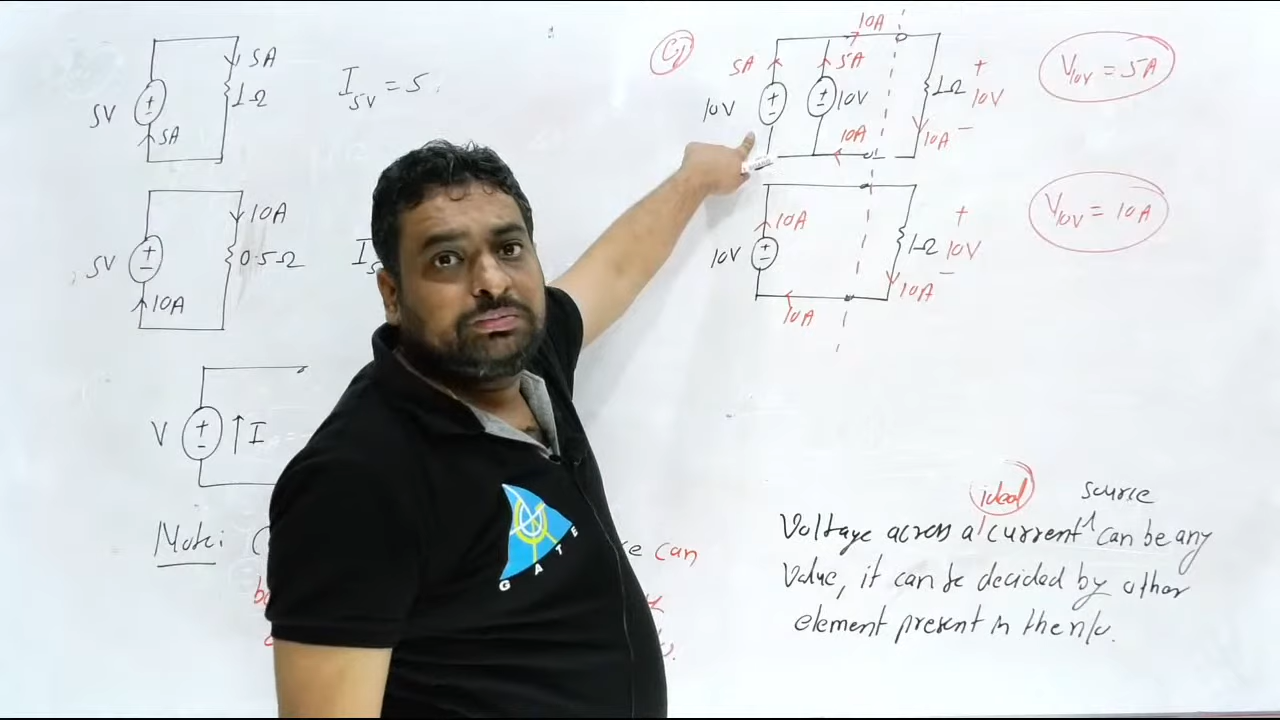 5A
5V
1Ω
5A
I5V = 5
10A
5V
0.5Ω
10A
I5
V
I
Note:
can
C1
10A
5A
5A
10V
10V
1Ω
+
10V
-
10A
10A
V10V = 5A
10A
10V
1Ω
+
10V
-
10A
10A
V10V = 10A
ideal source
Voltage across a current can be any
value, it can be decided by other
element present in the n/w.
GATE